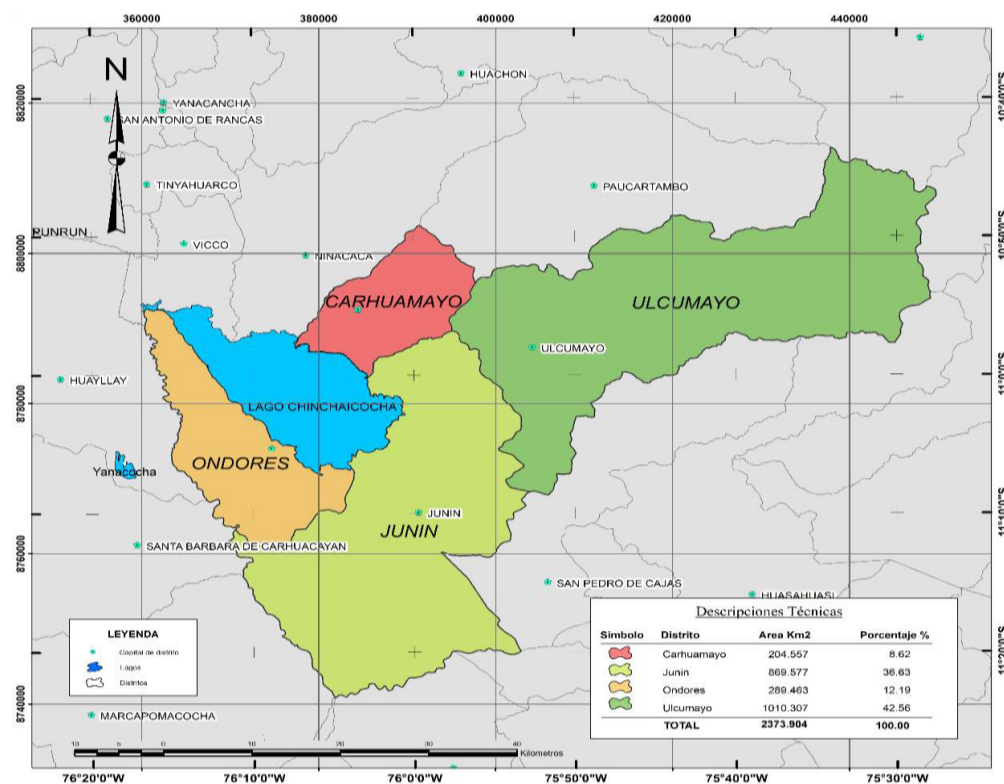 360000 380000 400000 420000 440000
N
HUACHON
YANACANCHA
SAN ANTONIO DE RANCAS
8820000
10°40'0"S
TINYAHUARCO
PAUCARTAMBO
PUNRUN
VICCO
NINACACA
8800000
CARHUAMAYO
ULCUMAYO
ULCUMAYO
HUAYLLAY
8780000
LAGO CHINCHAICOCHA
ONDORES
Yanacocha
JUNIN
JUNIN
8760000
SANTA BARBARA DE CARHUACAYAN
SAN PEDRO DE CAJAS
HUASAHUASI
Descripciones Técnicas
Simbolo Distrito Area Km2 Porcentaje %
Carhuamayo 204.557 8.62
Junin 869.577 36.63
Ondores 289.463 12.19
Ulcumayo 1010.307 42.56
TOTAL 2373.904 100.00
LEYENDA
Capital de distrito
Lagos
Distritos
8740000
MARCAPOMACOCHA
10 5 0 10 20 30 40
Kilometros
76°20'0"W 76°10'0"W 76°0'0"W 75°50'0"W 75°40'0"W 75°30'0"W